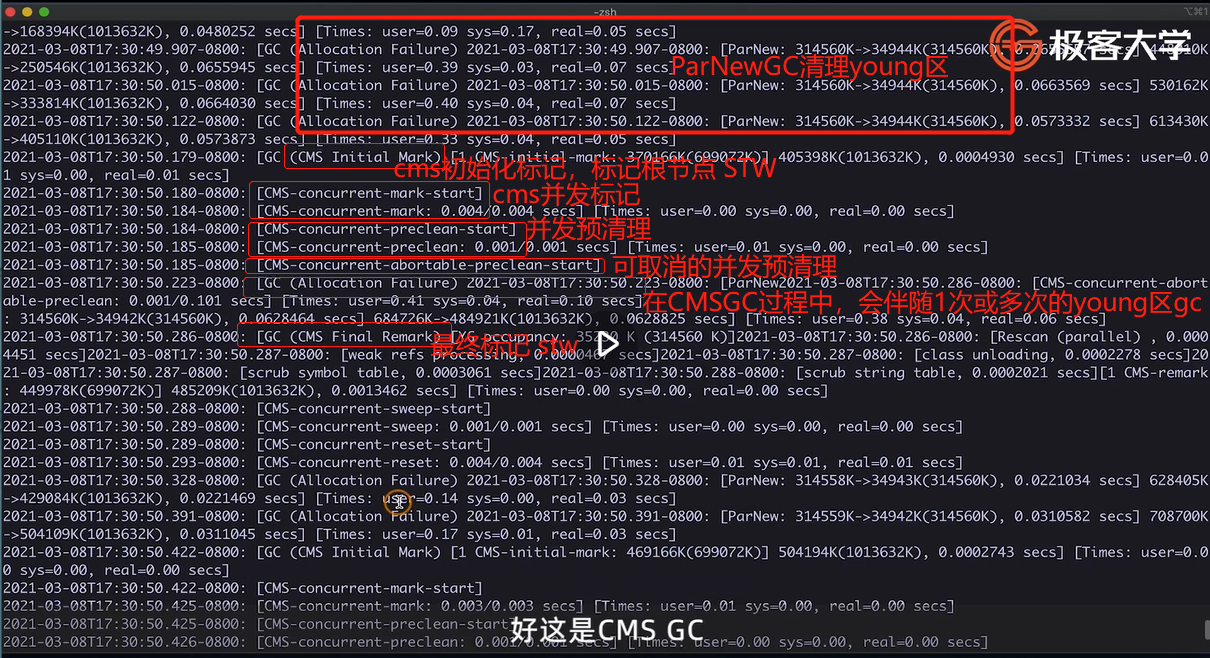 -zsh
->168394K(1013632K), 0.0480252 secs] [Times: user=0.09 sys=0.17, real=0.05 secs]
极客大学
2021-03-08T17:30:49.907-0800: [GC (Allocation Failure) 2021-03-08T17:30:49.907-0800: [ParNew: 314560K->34944K(314560K),
->250546K(1013632K), 0.0655945 secs] [Times: user=0.39 sys=0.03, real=0.07 secs]
ParNewGC清理young区
2021-03-08T17:30:50.015-0800: [GC (Allocation Failure) 2021-03-08T17:30:50.015-0800: [ParNew: 314560K->34944K(314560K), 0.0663569 secs] 530162K
->333814K(1013632K), 0.0664030 secs] [Times: user=0.40 sys=0.04, real=0.07 secs]
2021-03-08T17:30:50.122-0800: [GC (Allocation Failure) 2021-03-08T17:30:50.122-0800: [ParNew: 314560K->34944K(314560K), 0.0573332 secs] 613430K
->405110K(1013632K), 0.0573873 secs] [Times: user=0.33 sys=0.04, real=0.05 secs]
2021-03-08T17:30:50.179-0800: [GC (CMS Initial Mark) [1 CMS-initial-mark: 370166K(699072K)] 405398K(1013632K), 0.0004930 secs] [Times: user=0.0
1 sys=0.00, real=0.01 secs]
cms初始化标记，标记根节点 STW
2021-03-08T17:30:50.180-0800: [CMS-concurrent-mark-start]
cms并发标记
2021-03-08T17:30:50.184-0800: [CMS-concurrent-mark: 0.004/0.004 secs] [Times: user=0.00 sys=0.00, real=0.00 secs]
2021-03-08T17:30:50.184-0800: [CMS-concurrent-preclean-start]
并发预清理
2021-03-08T17:30:50.185-0800: [CMS-concurrent-preclean: 0.001/0.001 secs] [Times: user=0.01 sys=0.00, real=0.00 secs]
2021-03-08T17:30:50.185-0800: [CMS-concurrent-abortable-preclean-start]
可取消的并发预清理
2021-03-08T17:30:50.223-0800: [GC (Allocation Failure) 2021-03-08T17:30:50.223-0800: [ParNew2021-03-08T17:30:50.286-0800: [CMS-concurrent-abort
able-preclean: 0.001/0.101 secs] [Times: user=0.41 sys=0.04, real=0.10 secs]
在CMSGC过程中，会伴随1次或多次的young区gc
: 314560K->34942K(314560K), 0.0628464 secs] 684726K->484921K(1013632K), 0.0628825 secs] [Times: user=0.38 sys=0.04, real=0.06 secs]
2021-03-08T17:30:50.286-0800: [GC (CMS Final Remark) [YG occupancy: (314560 K)]2021-03-08T17:30:50.286-0800: [Rescan (parallel) , 0.000
最终标记 stw
4451 secs]2021-03-08T17:30:50.287-0800: [weak refs processing, secs]2021-03-08T17:30:50.287-0800: [class unloading, 0.0002278 secs]20
21-03-08T17:30:50.287-0800: [scrub symbol table, 0.0003061 secs]2021-03-08T17:30:50.288-0800: [scrub string table, 0.0002021 secs][1 CMS-remark
: 449978K(699072K)] 485209K(1013632K), 0.0013462 secs] [Times: user=0.00 sys=0.00, real=0.00 secs]
2021-03-08T17:30:50.288-0800: [CMS-concurrent-sweep-start]
2021-03-08T17:30:50.289-0800: [CMS-concurrent-sweep: 0.001/0.001 secs] [Times: user=0.00 sys=0.00, real=0.00 secs]
2021-03-08T17:30:50.289-0800: [CMS-concurrent-reset-start]
2021-03-08T17:30:50.293-0800: [CMS-concurrent-reset: 0.004/0.004 secs] [Times: user=0.01 sys=0.01, real=0.01 secs]
2021-03-08T17:30:50.328-0800: [GC (Allocation Failure) 2021-03-08T17:30:50.328-0800: [ParNew: 314558K->34943K(314560K), 0.0221034 secs] 628405K
->429084K(1013632K), 0.0221469 secs] [Times: user=0.14 sys=0.00, real=0.03 secs]
2021-03-08T17:30:50.391-0800: [GC (Allocation Failure) 2021-03-08T17:30:50.391-0800: [ParNew: 314559K->34942K(314560K), 0.0310582 secs] 708700K
->504109K(1013632K), 0.0311045 secs] [Times: user=0.17 sys=0.01, real=0.03 secs]
2021-03-08T17:30:50.422-0800: [GC (CMS Initial Mark) [1 CMS-initial-mark: 469166K(699072K)] 504194K(1013632K), 0.0002743 secs] [Times: user=0.0
0 sys=0.00, real=0.00 secs]
2021-03-08T17:30:50.422-0800: [CMS-concurrent-mark-start]
2021-03-08T17:30:50.425-0800: [CMS-concurrent-mark: 0.003/0.003 secs] [Times: user=0.01 sys=0.00, real=0.00 secs]
2021-03-08T17:30:50.425-0800: [CMS-concurrent-preclean-start]
好这是CMS GC
2021-03-08T17:30:50.426-0800: [CMS-concurrent-preclean: 0.001/0.001 secs] [Times: user=0.00 sys=0.00, real=0.00 secs]